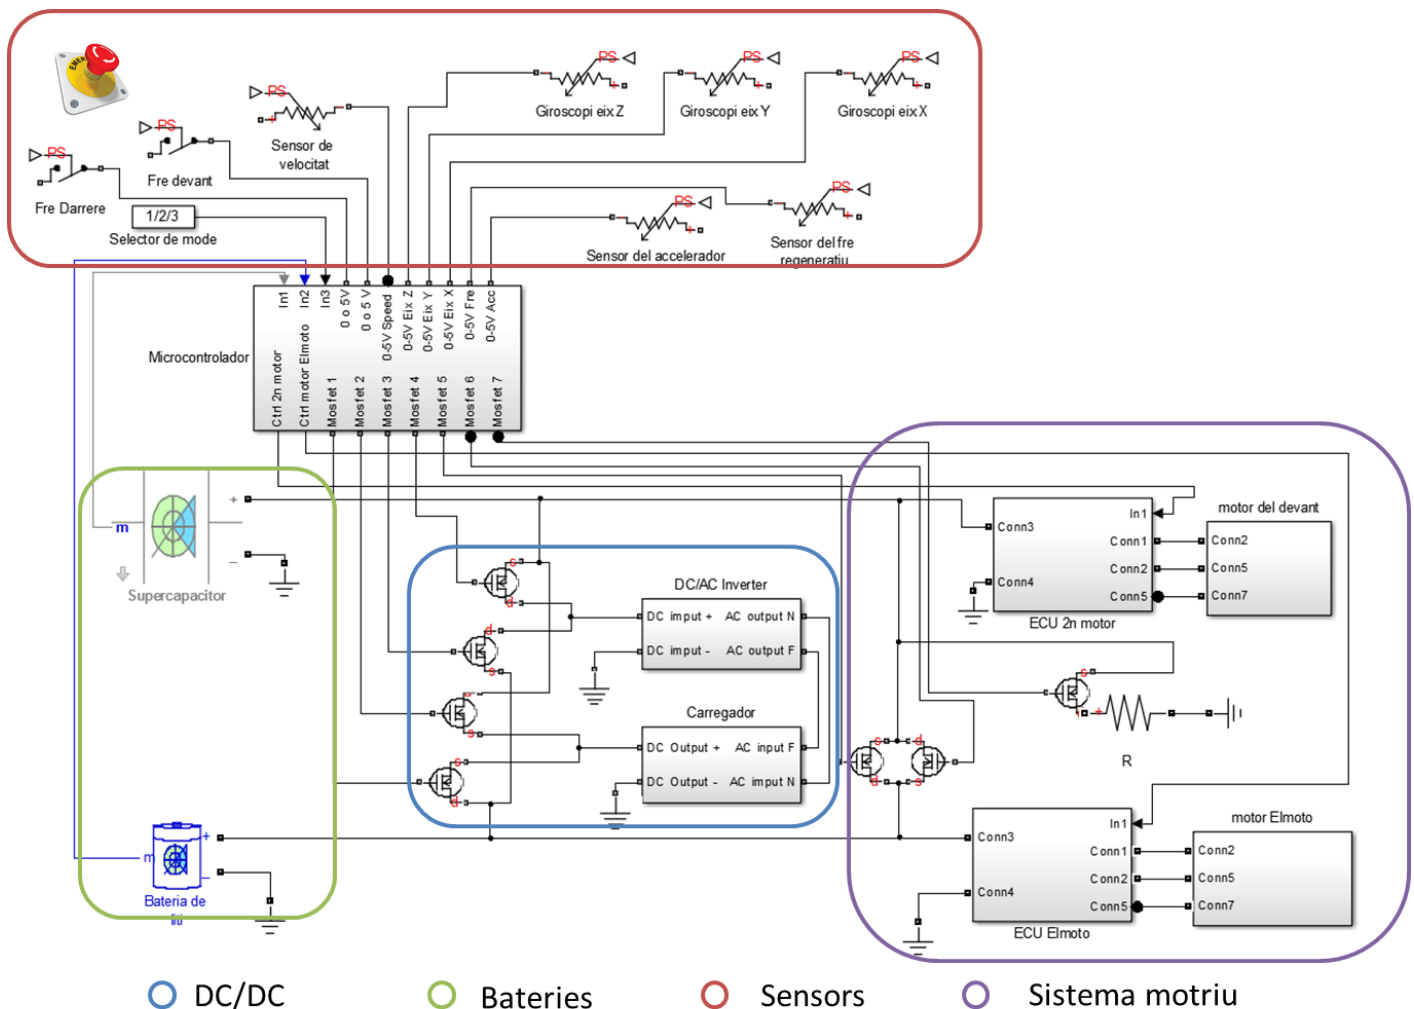 EMER
PS
PS
PS
PS
PS
PS
Giroscopi eix Z
Giroscopi eix Y
Giroscopi eix X
Sensor de
velocitat
PS
Fre devant
PS
Fre Darrere
1/2/3
Selector de mode
PS
Sensor del accelerador
Sensor del fre
regeneratiu
In1
In2
In3
0 o 5V
0 o 5 V
0-5V Speed
0-5V Eix Z
0-5V Eix Y
0-5V Eix X
0-5V Fre
0-5V Acc
Microcontrolador
Ctrl 2n motor
Ctrl motor Elmoto
Mosfet 1
Mosfet 2
Mosfet 3
Mosfet 4
Mosfet 5
Mosfet 6
Mosfet 7
m
+
−
Supercapacitor
m
+
−
Bateria de
liti
s
d
d
s
s
s
d
DC/AC Inverter
DC imput + AC output N
DC imput - AC output F
Carregador
DC Output + AC imput F
DC Output - AC imput N
In1
Conn3
Conn1
Conn2
Conn4
Conn5
ECU 2n motor
motor del devant
Conn2
Conn5
Conn7
s
+
R
s d
d s
In1
Conn3
Conn1
Conn2
Conn4
Conn5
ECU Elmoto
motor Elmoto
Conn2
Conn5
Conn7
DC/DC
Bateries
Sensors
Sistema motriu